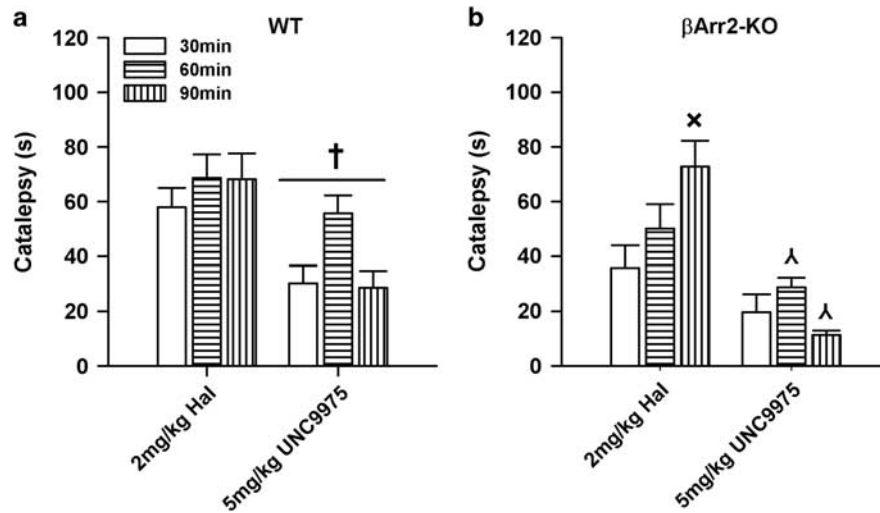 a
WT
30min
60min
90min
120
100
80
60
40
20
0
Catalepsy (s)
†
2mg/kg Hal
5mg/kg UNC9975
b
βArr2-KO
120
100
80
60
40
20
0
Catalepsy (s)
×
⅄
⅄
2mg/kg Hal
5mg/kg UNC9975